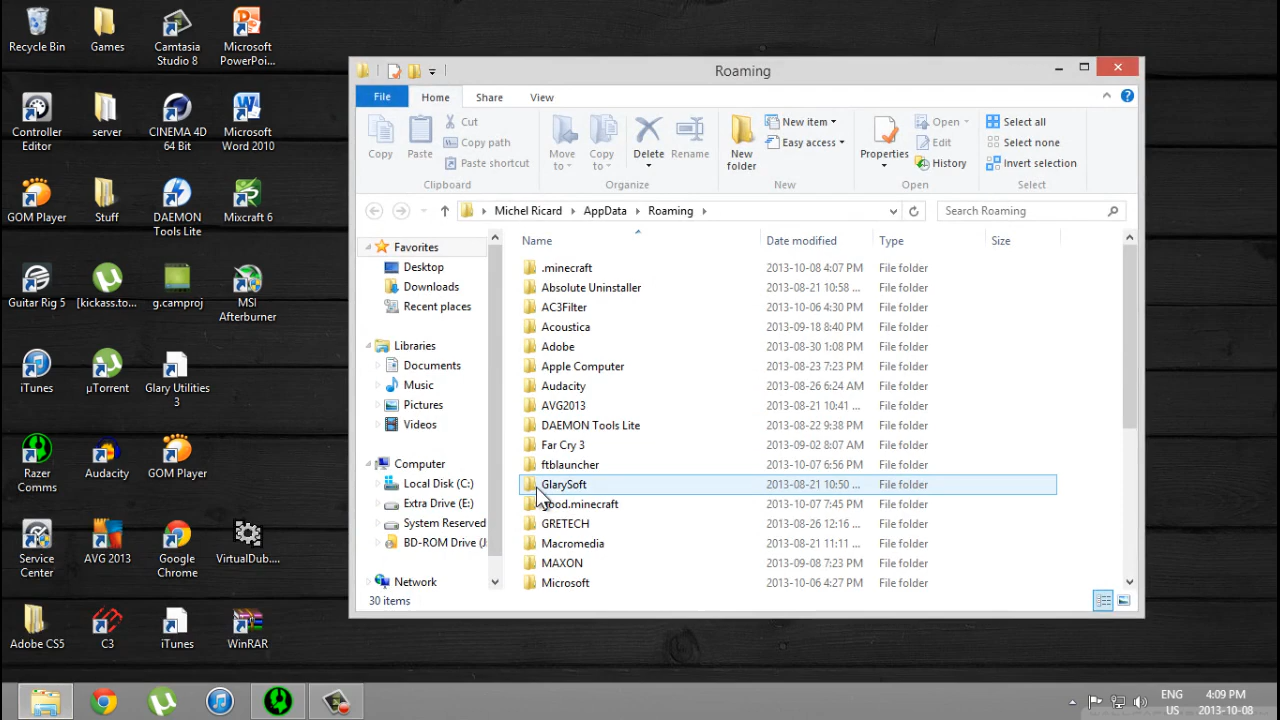 Recycle Bin
Games
Camtasia Studio 8
Microsoft PowerPoi...
Controller Editor
server
CINEMA 4D 64 Bit
Microsoft Word 2010
GOM Player
Stuff
DAEMON Tools Lite
Mixcraft 6
Guitar Rig 5
[kickass.to...
g.camproj
MSI Afterburner
iTunes
µTorrent
Glary Utilities 3
Razer Comms
Audacity
GOM Player
Service Center
AVG 2013
Google Chrome
VirtualDub....
Adobe CS5
C3
iTunes
WinRAR
Roaming
File Home Share View
Copy
Paste
Cut
Copy path
Paste shortcut
Move to
Copy to
Delete
Rename
New folder
New item
Easy access
Properties
Open
Edit
History
Select all
Select none
Invert selection
Clipboard Organize New Open Select
Michel Ricard AppData Roaming
Search Roaming
Favorites
Desktop
Downloads
Recent places
Libraries
Documents
Music
Pictures
Videos
Computer
Local Disk (C:)
Extra Drive (E:)
System Reserved
BD-ROM Drive (J:
Network
Name Date modified Type Size
.minecraft 2013-10-08 4:07 PM File folder
Absolute Uninstaller 2013-08-21 10:58 ... File folder
AC3Filter 2013-10-06 4:30 PM File folder
Acoustica 2013-09-18 8:40 PM File folder
Adobe 2013-08-30 1:08 PM File folder
Apple Computer 2013-08-23 7:23 PM File folder
Audacity 2013-08-26 6:24 AM File folder
AVG2013 2013-08-21 10:41 ... File folder
DAEMON Tools Lite 2013-08-22 9:38 PM File folder
Far Cry 3 2013-09-02 8:07 AM File folder
ftblauncher 2013-10-07 6:56 PM File folder
GlarySoft 2013-08-21 10:50 ... File folder
good.minecraft 2013-10-07 7:45 PM File folder
GRETECH 2013-08-26 12:16 ... File folder
Macromedia 2013-08-21 11:11 ... File folder
MAXON 2013-09-08 7:23 PM File folder
Microsoft 2013-10-06 4:27 PM File folder
30 items
ENG
US
4:09 PM
2013-10-08